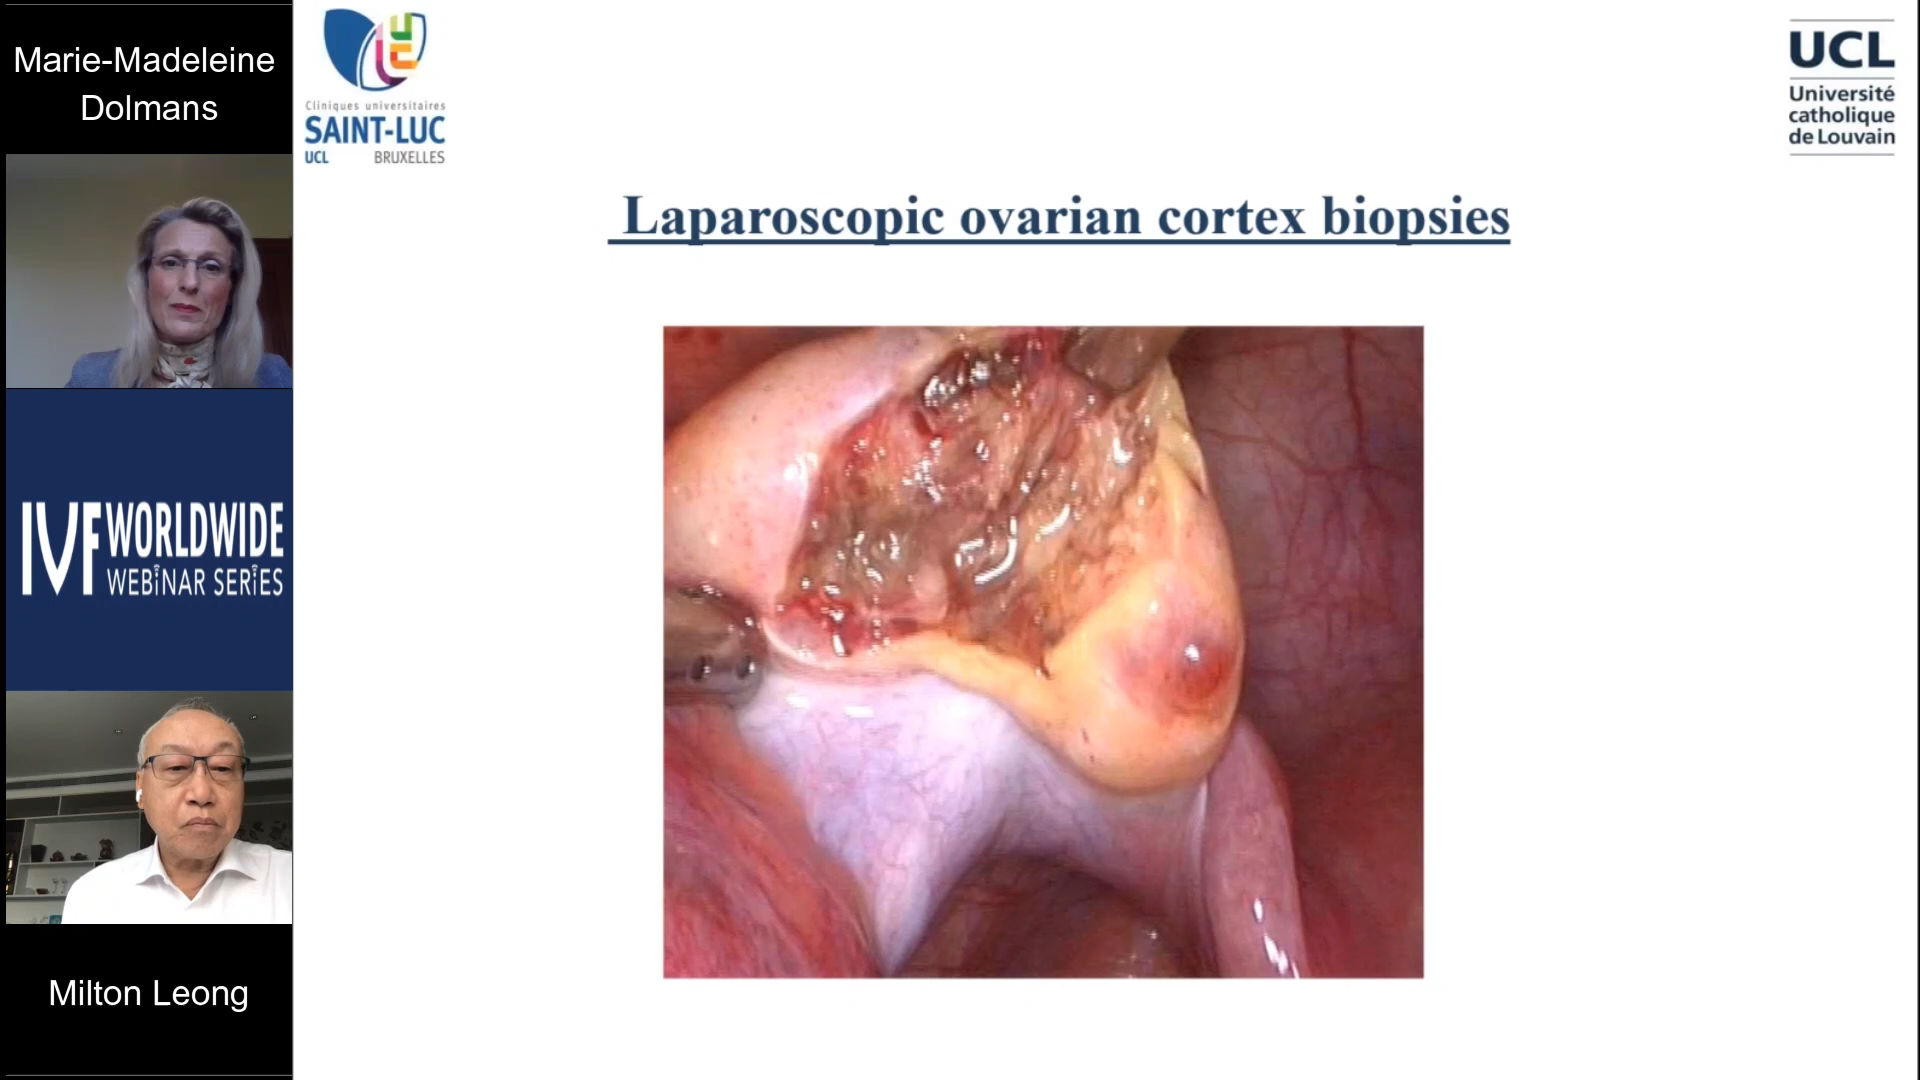 Marie-Madeleine
Dolmans
IVF WORLDWIDE
WEBiNAR SERiES
Milton Leong
Cliniques universitaires
SAINT-LUC
UCL BRUXELLES
UCL
Université
catholique
de Louvain
Laparoscopic ovarian cortex biopsies